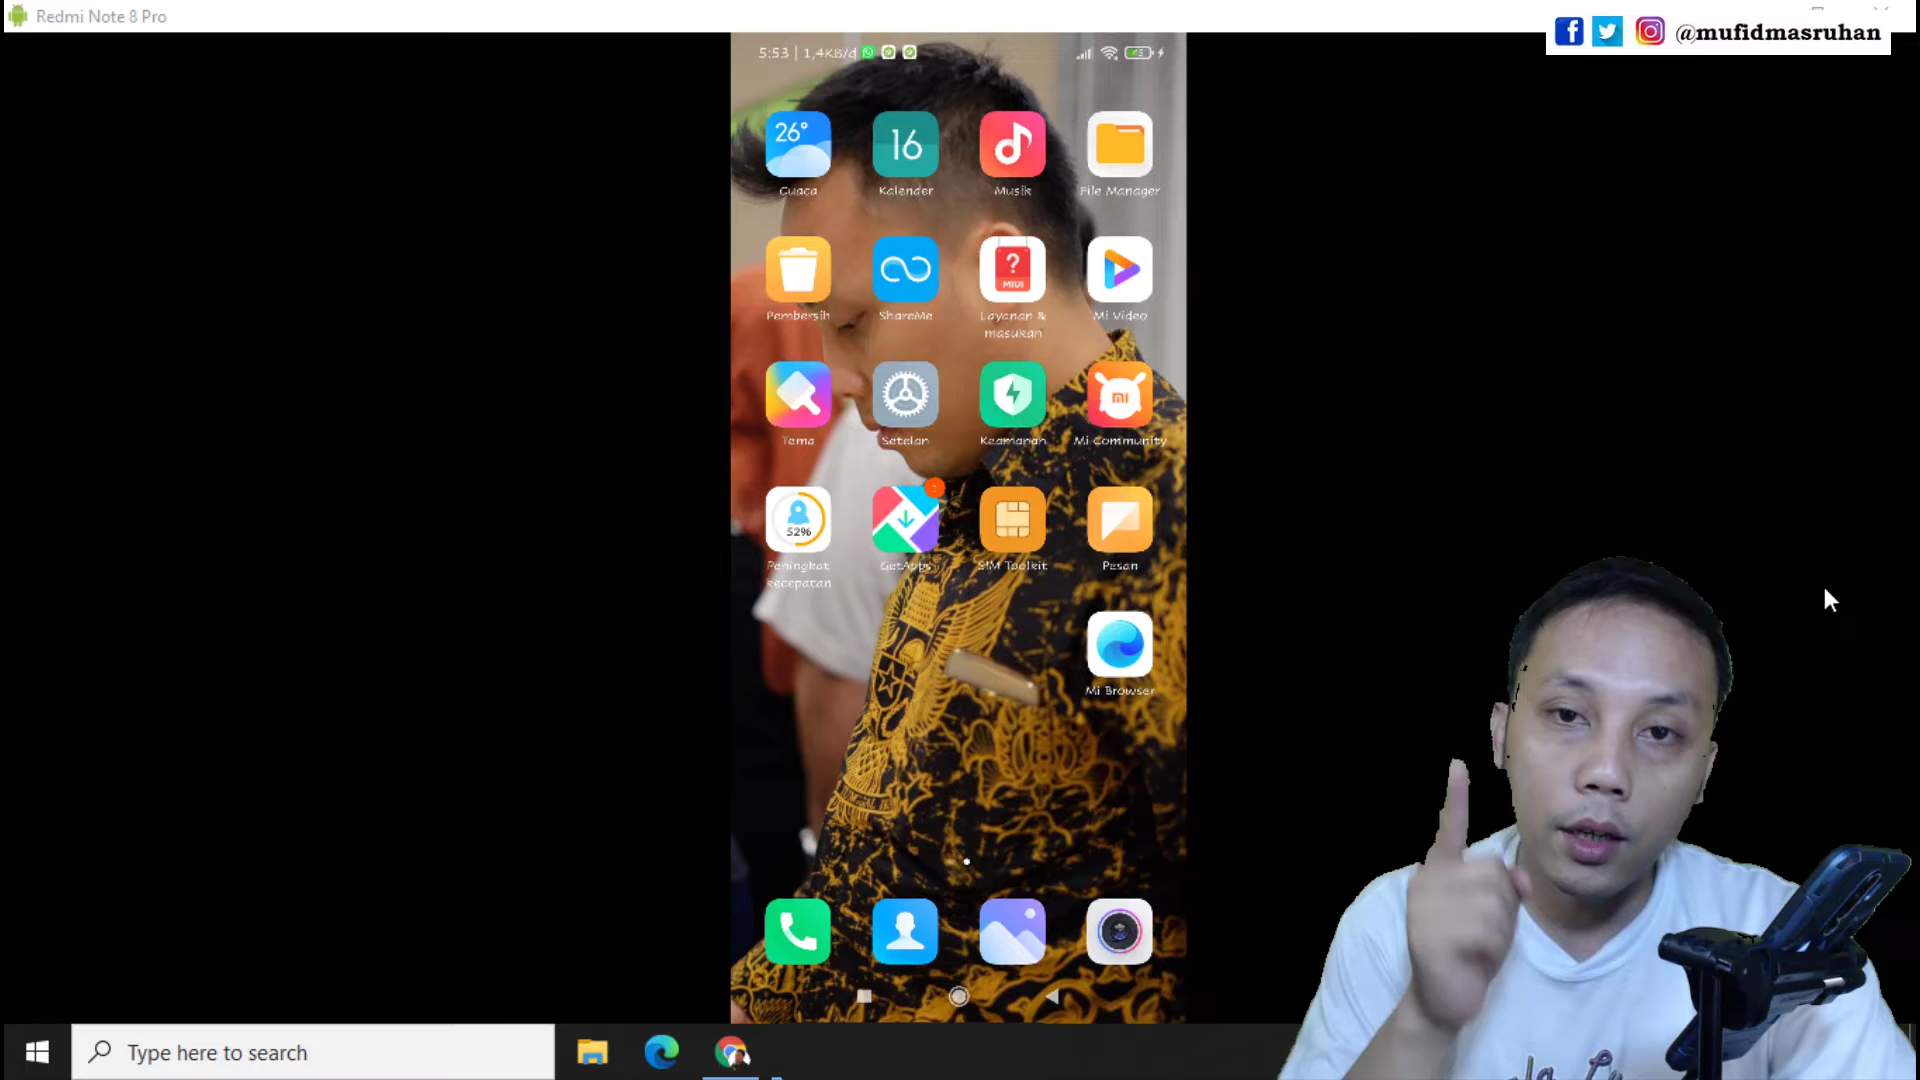 Redmi Note 8 Pro
@mufidmasruhan
5:53 | 1,4KB/d
45
26°
16
Cuaca
Kalender
Musik
File Manager
?
MIUI
Pembersih
ShareMe
Layanan &
masukan
Mi Video
mi
Tema
Setelan
Keamanan
Mi Community
52%
Peningkat
kecepatan
GetApps
SIM Toolkit
Pesan
Mi Browser
Type here to search